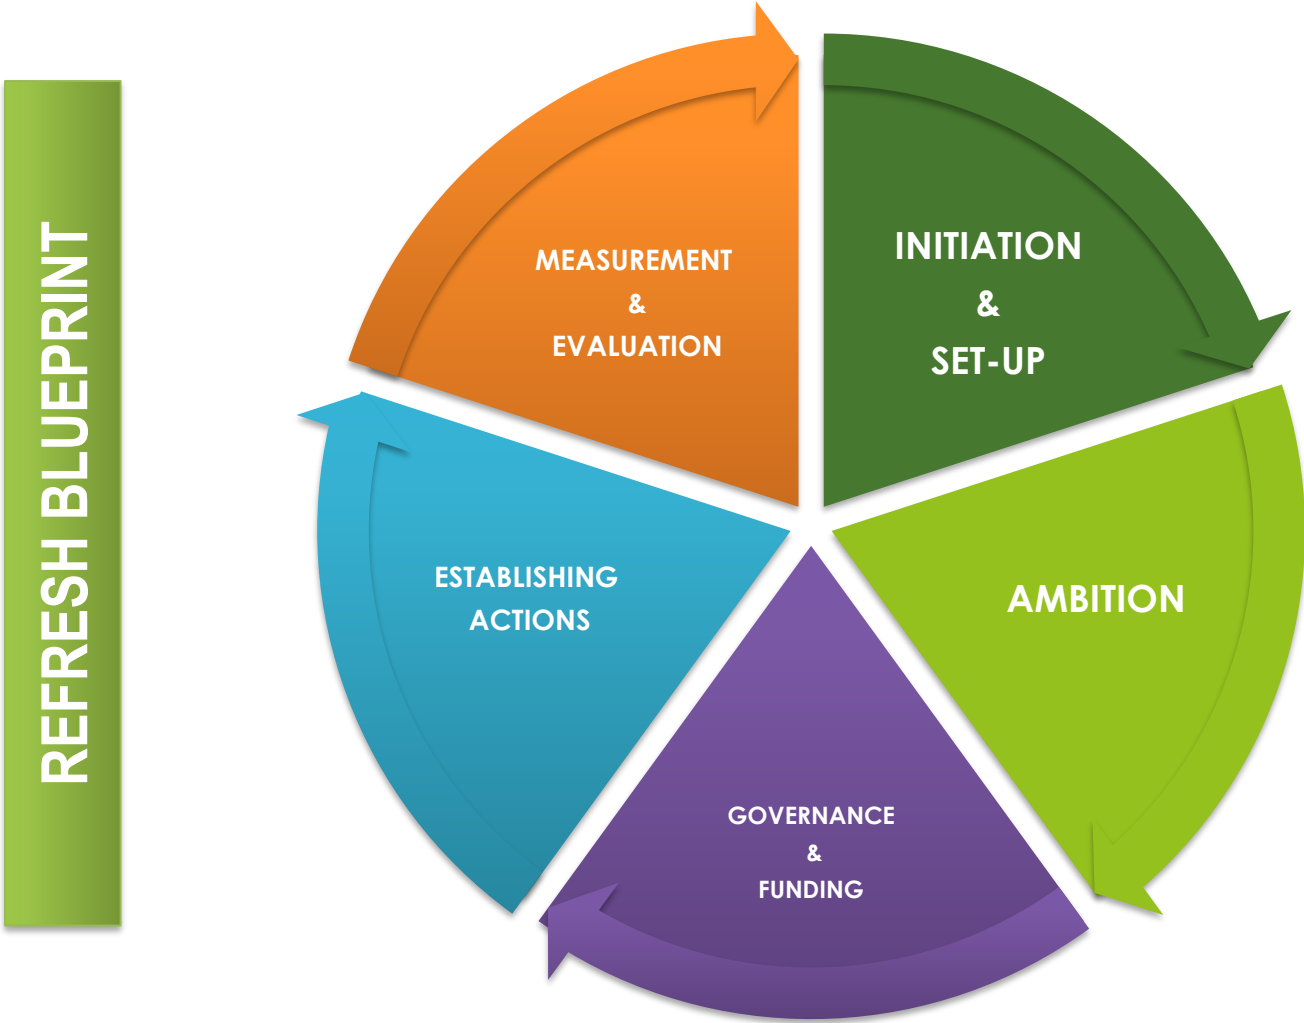 REFRESH BLUEPRINT
INITIATION
&
SET-UP
AMBITION
GOVERNANCE
&
FUNDING
ESTABLISHING
ACTIONS
MEASUREMENT
&
EVALUATION